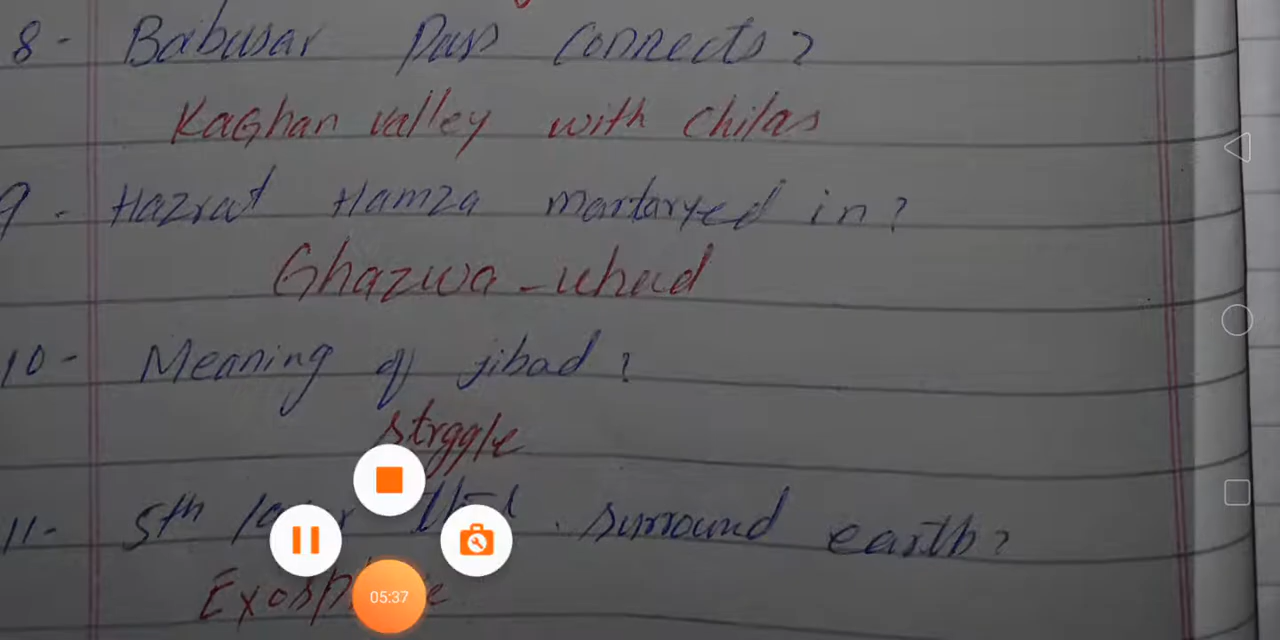 8- Babusar Pass Connects?
Kaghan valley with chilas
9. Hazrat Hamza martaryed in?
Ghazwa-uhud
10- Meaning of jihad?
strggle
11- 5th surround earth?
05:37